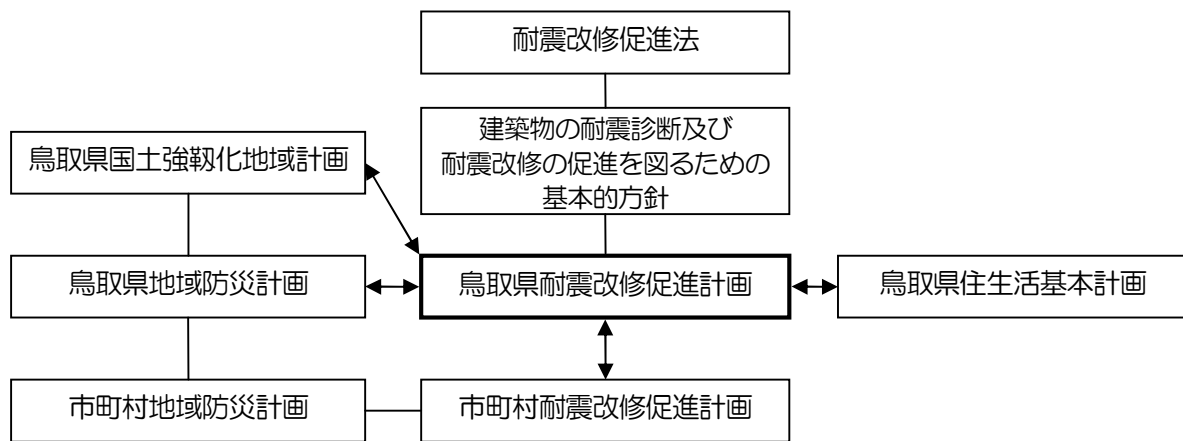 耐震改修促進法
建築物の耐震診断及び
耐震改修の促進を図るための
基本的方針
鳥取県国土強靱化地域計画
鳥取県地域防災計画
鳥取県耐震改修促進計画
鳥取県住生活基本計画
市町村地域防災計画
市町村耐震改修促進計画